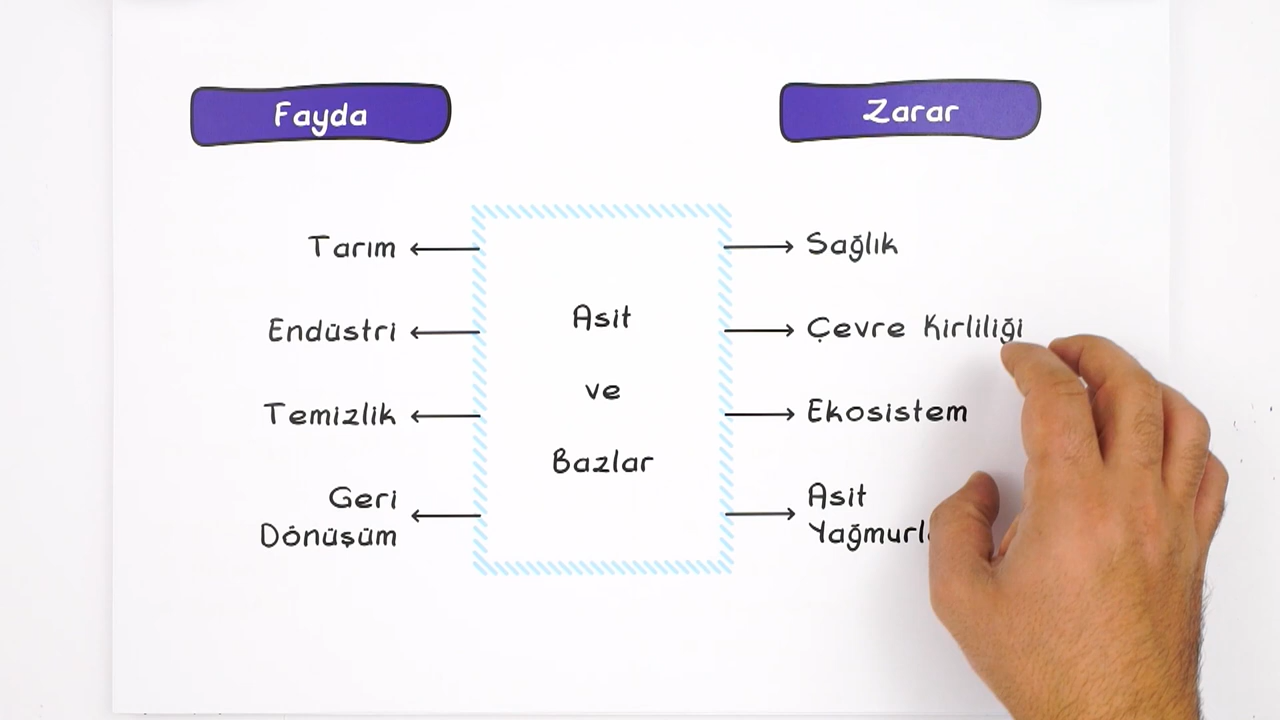 Fayda
Zarar
Tarım
Endüstri
Temizlik
Geri
Dönüşüm
Asit
ve
Bazlar
Sağlık
Çevre Kirliliği
Ekosistem
Asit